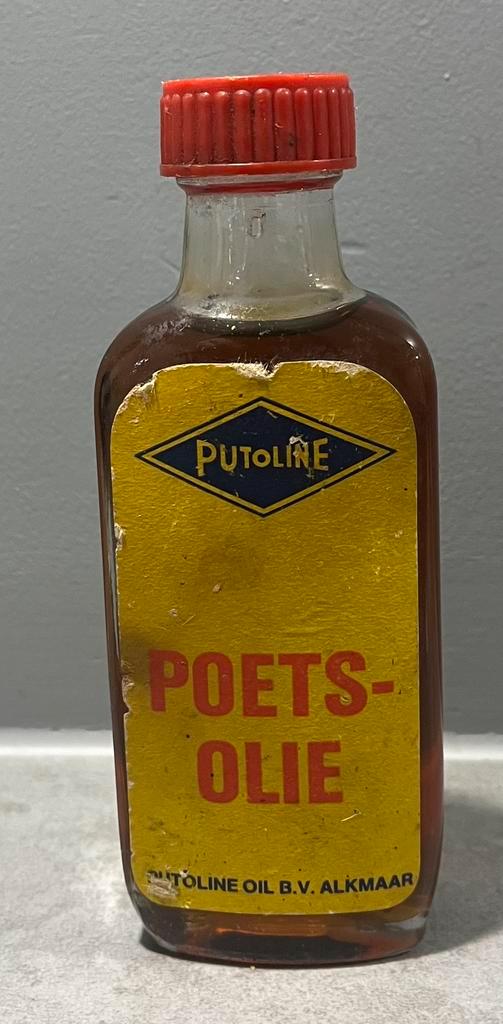 PUTOLINE
POETS-
OLIE
PUTOLINE OIL B.V. ALKMAAR